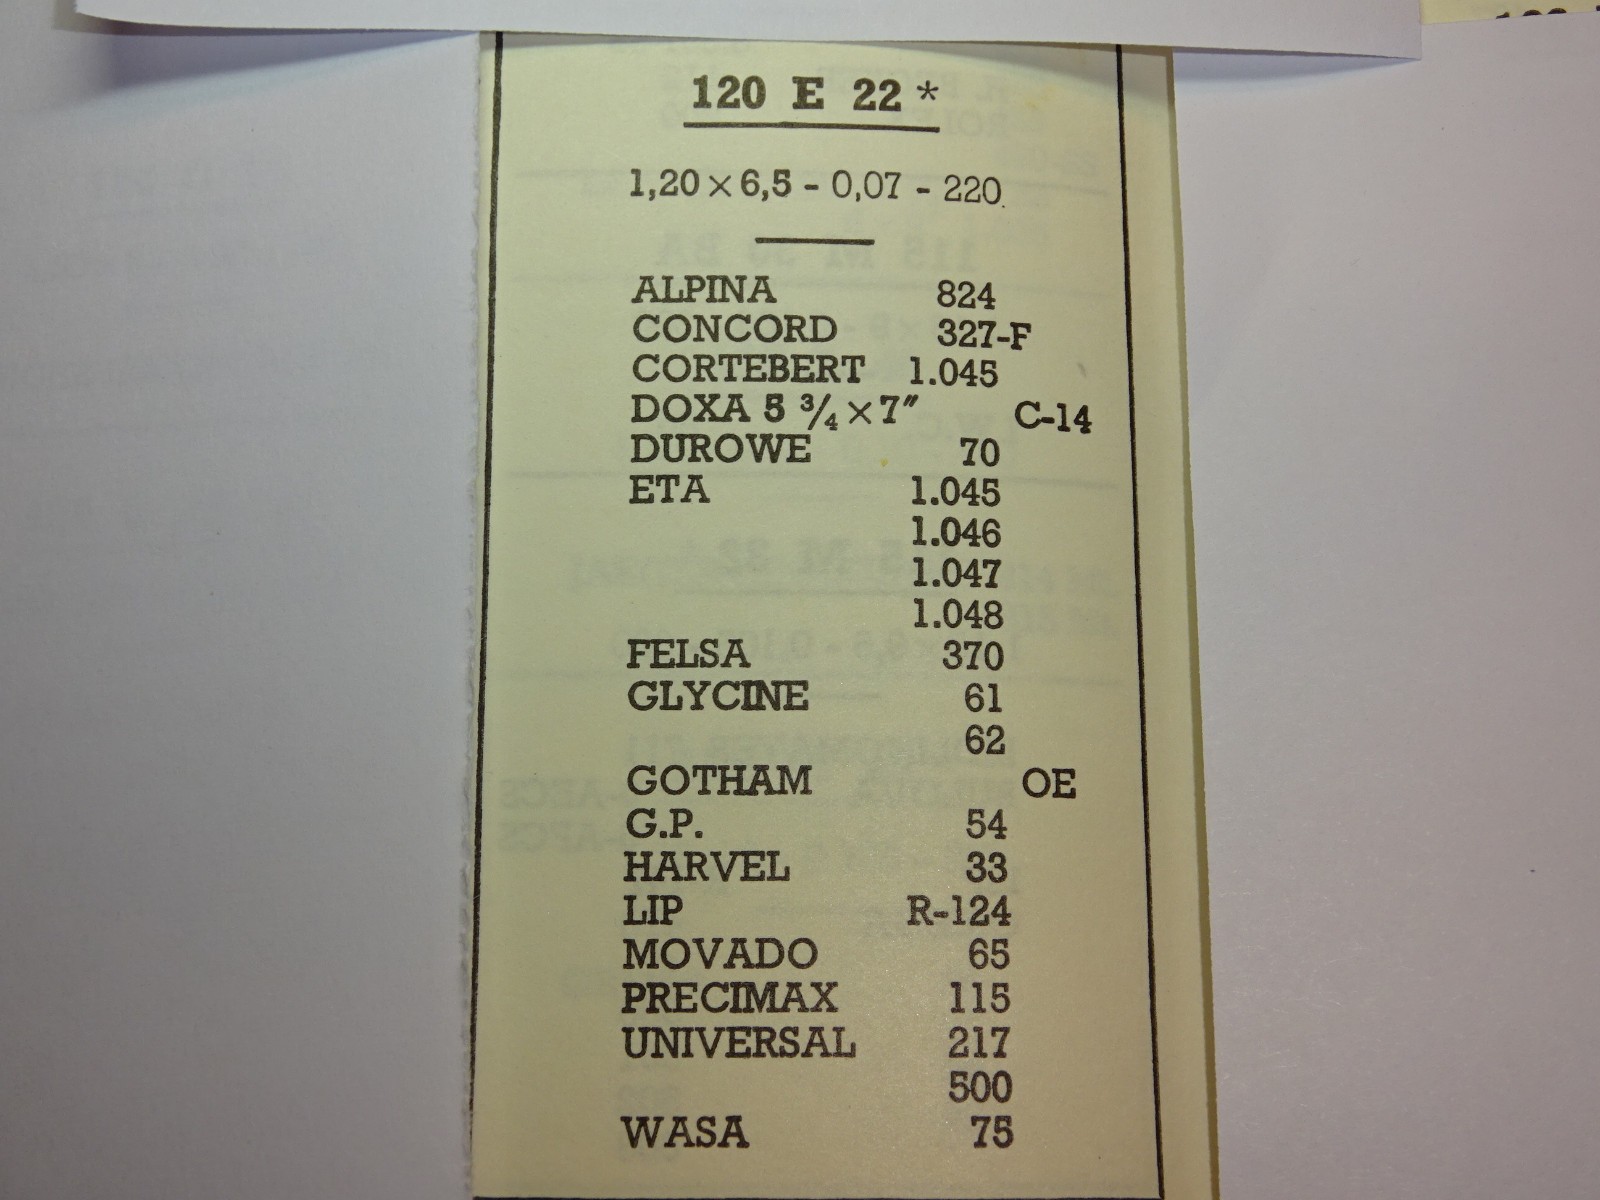 120 E 22 *
1,20 × 6,5 - 0,07 - 220.
ALPINA 824
CONCORD 327-F
CORTEBERT 1.045
DOXA 5 ¾ × 7″ C-14
DUROWE 70
ETA 1.045
1.046
1.047
1.048
FELSA 370
GLYCINE 61
62
GOTHAM OE
G.P. 54
HARVEL 33
LIP R-124
MOVADO 65
PRECIMAX 115
UNIVERSAL 217
500
WASA 75